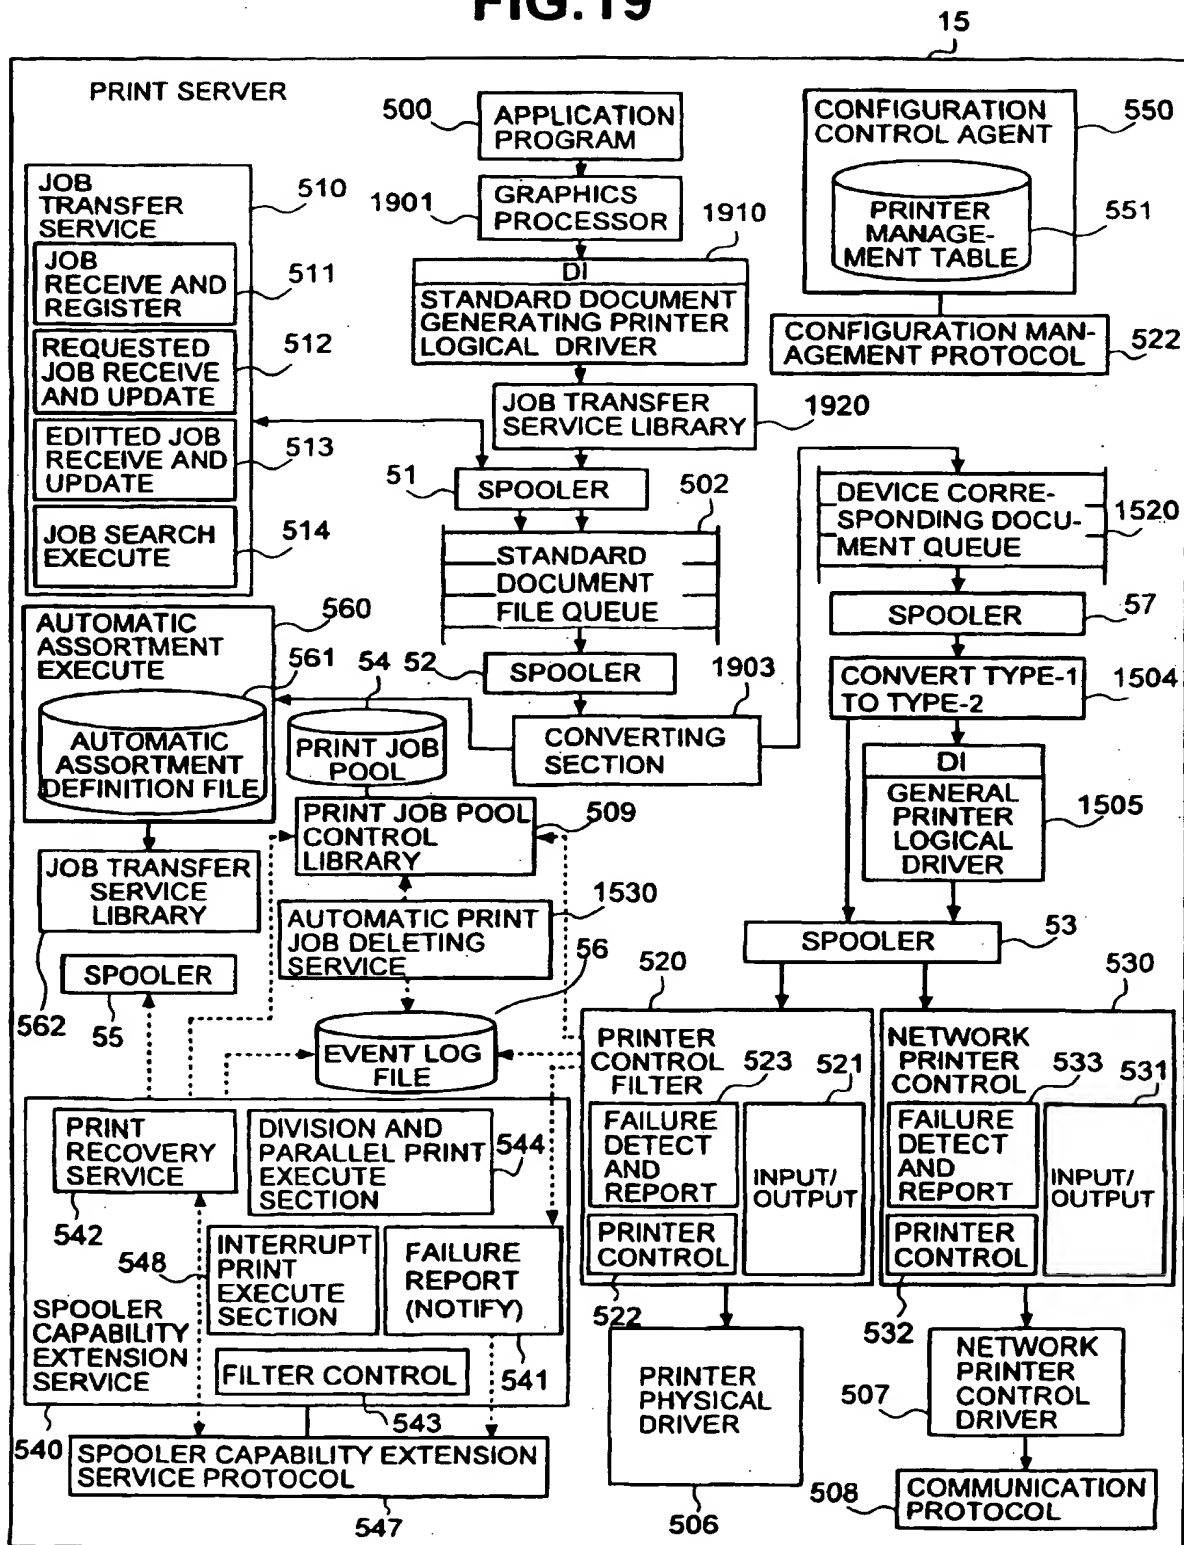 FIG.19
15
PRINT SERVER
500
APPLICATION
PROGRAM
CONFIGURATION
CONTROL AGENT
550
PRINTER
MANAGE-
MENT TABLE
551
JOB
TRANSFER
SERVICE
510
1901
GRAPHICS
PROCESSOR
1910
DI
STANDARD DOCUMENT
GENERATING PRINTER
LOGICAL DRIVER
JOB
RECEIVE AND
REGISTER
511
CONFIGURATION MAN-
AGEMENT PROTOCOL
522
REQUESTED
JOB RECEIVE
AND UPDATE
512
JOB TRANSFER
SERVICE LIBRARY
1920
EDITTED JOB
RECEIVE AND
UPDATE
513
51
SPOOLER
502
JOB SEARCH
EXECUTE
514
STANDARD
DOCUMENT
FILE QUEUE
DEVICE CORRE-
SPONDING DOCU-
MENT QUEUE
1520
SPOOLER
57
AUTOMATIC
ASSORTMENT
EXECUTE
560
561
AUTOMATIC
ASSORTMENT
DEFINITION FILE
54
PRINT JOB
POOL
52
SPOOLER
1903
CONVERTING
SECTION
CONVERT TYPE-1
TO TYPE-2
1504
DI
GENERAL
PRINTER
LOGICAL
DRIVER
1505
PRINT JOB POOL
CONTROL
LIBRARY
509
JOB TRANSFER
SERVICE
LIBRARY
562
AUTOMATIC PRINT
JOB DELETING
SERVICE
1530
SPOOLER
53
SPOOLER
55
56
EVENT LOG
FILE
520
PRINTER
CONTROL
FILTER
523
521
FAILURE
DETECT
AND
REPORT
INPUT/
OUTPUT
PRINTER
CONTROL
522
530
NETWORK
PRINTER
CONTROL
533
531
FAILURE
DETECT
AND
REPORT
INPUT/
OUTPUT
PRINTER
CONTROL
532
PRINT
RECOVERY
SERVICE
542
DIVISION AND
PARALLEL PRINT
EXECUTE
SECTION
544
548
INTERRUPT
PRINT
EXECUTE
SECTION
FAILURE
REPORT
(NOTIFY)
541
SPOOLER
CAPABILITY
EXTENSION
SERVICE
FILTER CONTROL
543
540
SPOOLER CAPABILITY EXTENSION
SERVICE PROTOCOL
547
PRINTER
PHYSICAL
DRIVER
506
507
NETWORK
PRINTER
CONTROL
DRIVER
508
COMMUNICATION
PROTOCOL